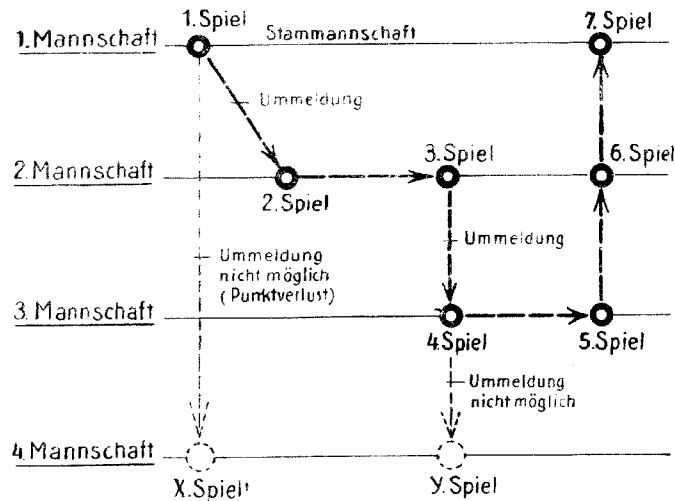 1.Spiel
7.Spiel
1.Mannschaft
Stammannschaft
Ummeldung
2.Mannschaft
3.Spiel
6.Spiel
2.Spiel
Ummeldung
Ummeldung
nicht möglich
(Punktverlust)
3.Mannschaft
4.Spiel
5.Spiel
Ummeldung
nicht möglich
4.Mannschaft
X.Spiel
Y.Spiel